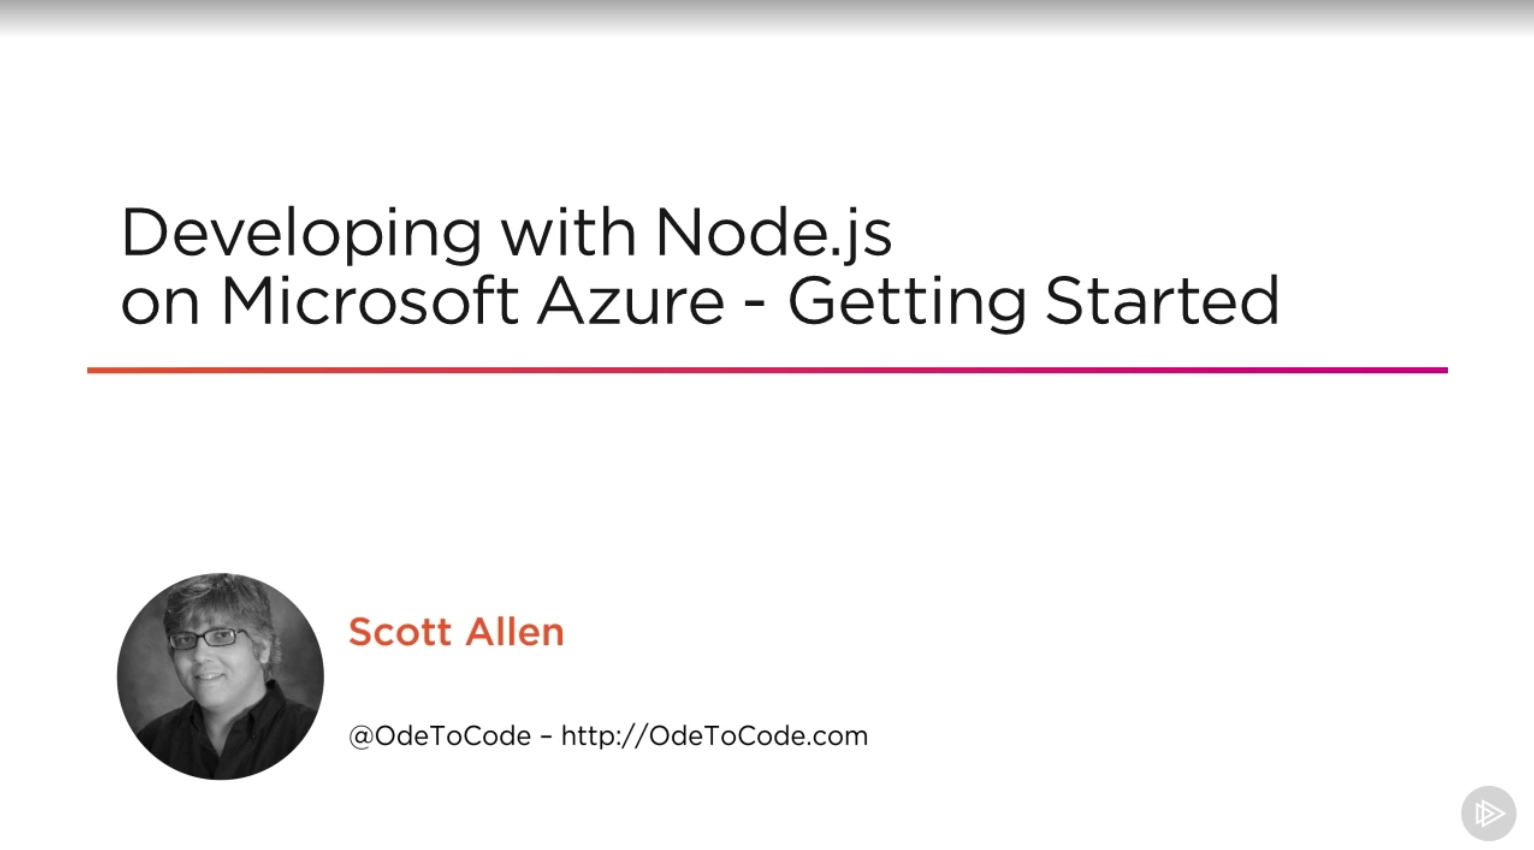 Developing with Node.js
on Microsoft Azure - Getting Started
Scott Allen
@OdeToCode – http://OdeToCode.com